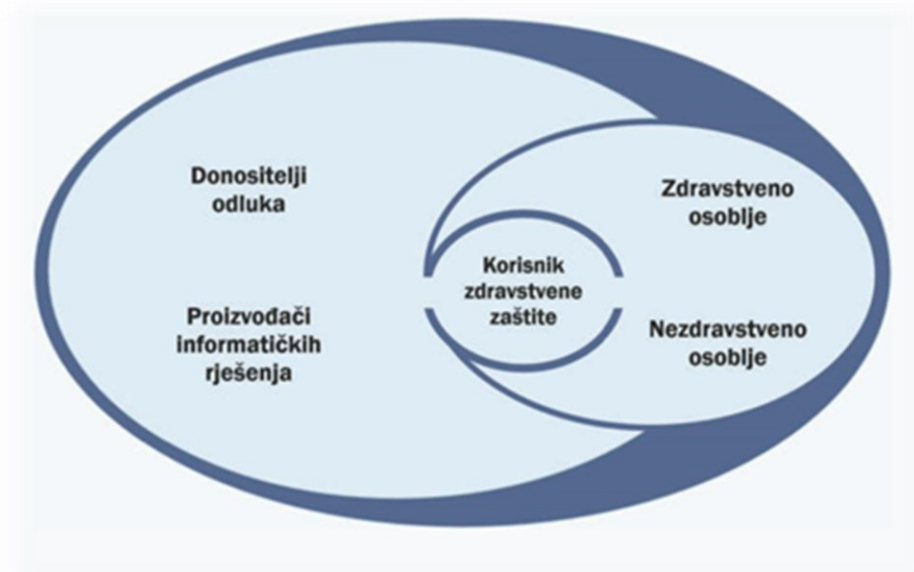 Donositelji
odluka
Proizvođači
informatičkih
rješenja
Korisnik
zdravstvene
zaštite
Zdravstveno
osoblje
Nezdravstveno
osoblje